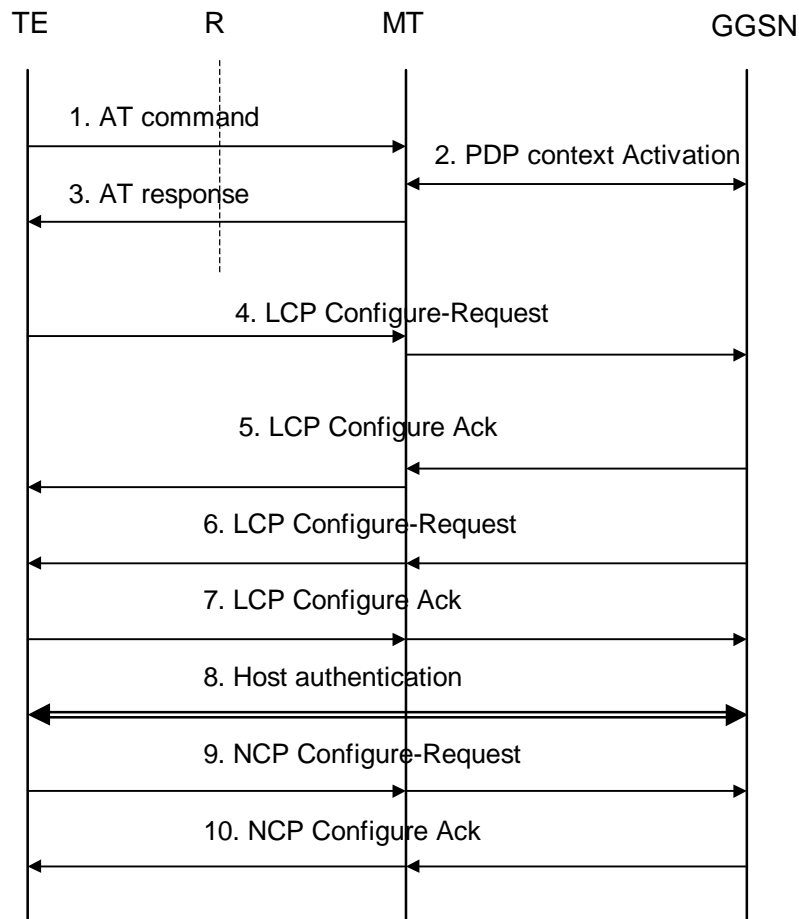 TE
R
MT
GGSN
1. AT command
2. PDP context Activation
3. AT response
4. LCP Configure-Request
5. LCP Configure Ack
6. LCP Configure-Request
7. LCP Configure Ack
8. Host authentication
9. NCP Configure-Request
10. NCP Configure Ack